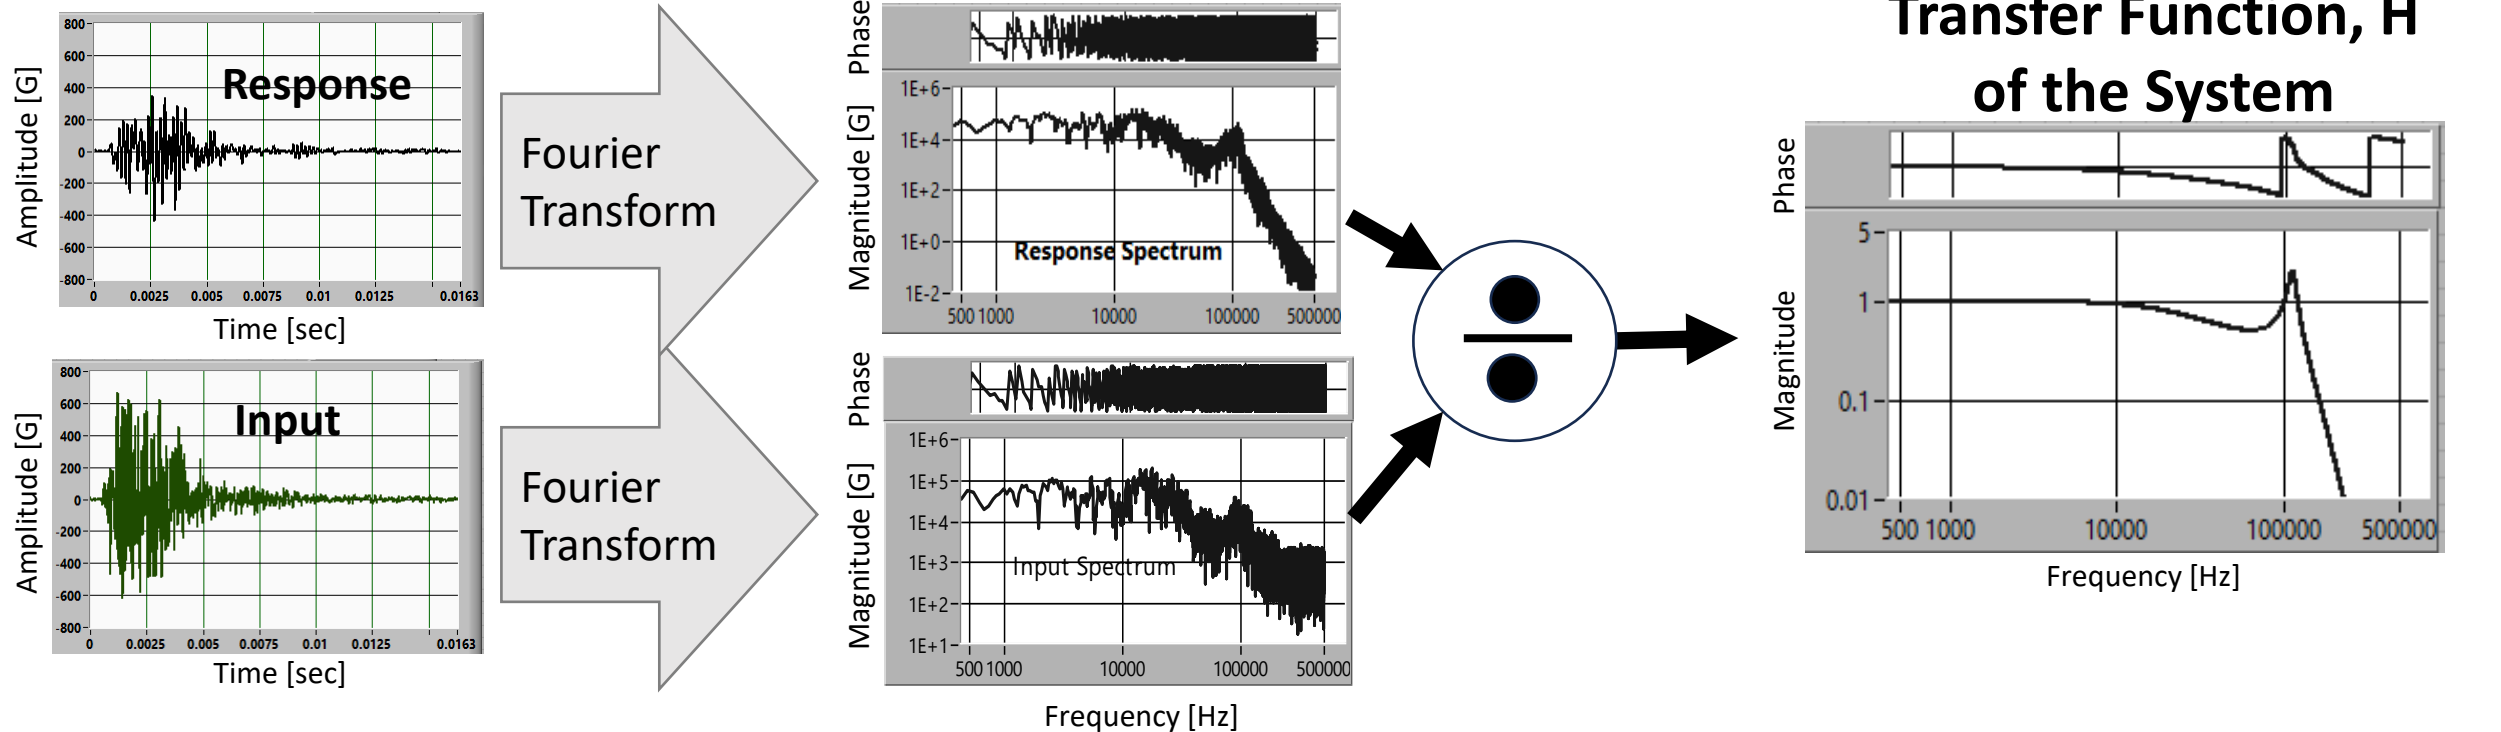 Amplitude [G]
800
600
400
200
0
-200
-400
-600
-800
Response
0 0.0025 0.005 0.0075 0.01 0.0125 0.0163
Time [sec]
Amplitude [G]
800
600
400
200
0
-200
-400
-600
-800
Input
0 0.0025 0.005 0.0075 0.01 0.0125 0.0163
Time [sec]
Fourier
Transform
Fourier
Transform
Phase
Magnitude [G]
1E+6
1E+4
1E+2
1E+0
1E-2
Response Spectrum
500 1000 10000 100000 500000
Phase
Magnitude [G]
1E+6
1E+5
1E+4
1E+3
1E+2
1E+1
Input Spectrum
500 1000 10000 100000 500000
Frequency [Hz]
Transfer Function, H
of the System
Phase
Magnitude
5
1
0.1
0.01
500 1000 10000 100000 500000
Frequency [Hz]